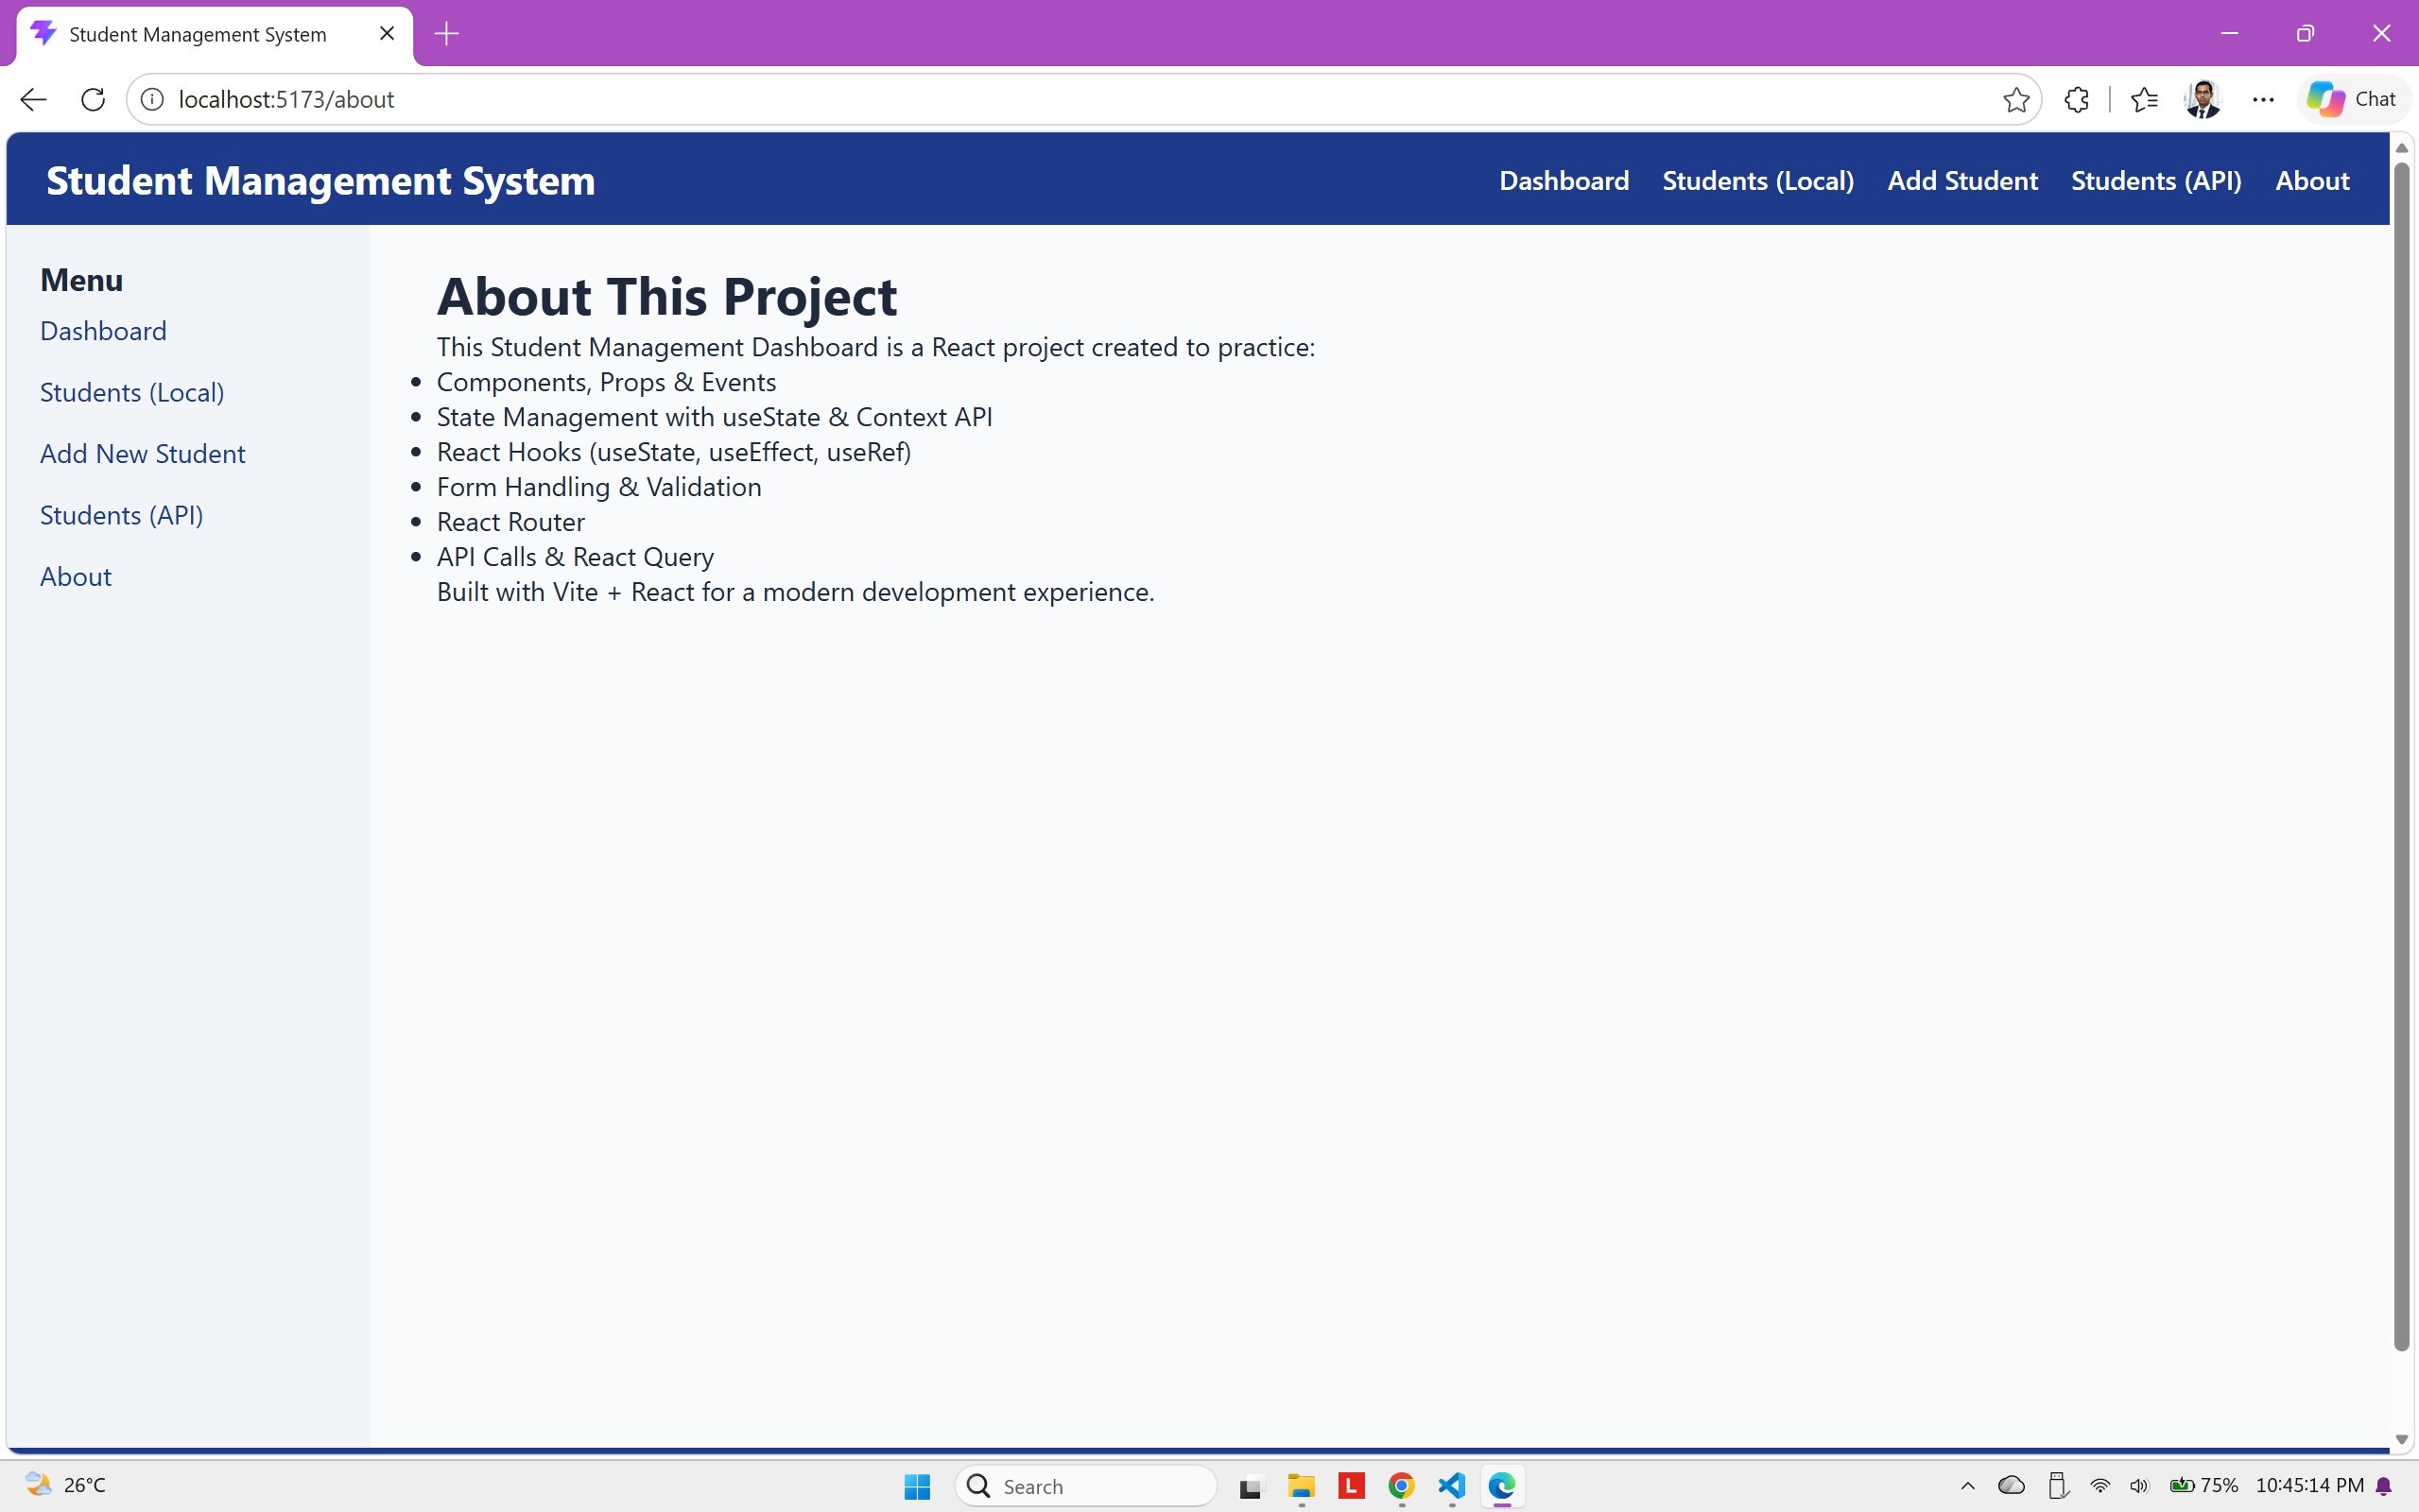 Student Management System
localhost:5173/about
Chat
Student Management System
Dashboard Students (Local) Add Student Students (API) About
Menu
Dashboard
Students (Local)
Add New Student
Students (API)
About
About This Project
This Student Management Dashboard is a React project created to practice:
• Components, Props & Events
• State Management with useState & Context API
• React Hooks (useState, useEffect, useRef)
• Form Handling & Validation
• React Router
• API Calls & React Query
Built with Vite + React for a modern development experience.
26°C
Search
L
75%
10:45:14 PM